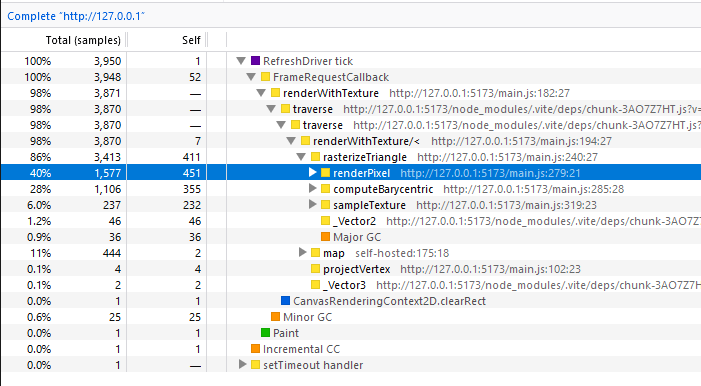 Complete “http://127.0.0.1”
Total (samples) Self
100% 3,950 1 RefreshDriver tick
100% 3,948 52 FrameRequestCallback
98% 3,871 — renderWithTexture http://127.0.0.1:5173/main.js:182:27
98% 3,870 — traverse http://127.0.0.1:5173/node_modules/.vite/deps/chunk-3AO7Z7HT.js?v=
98% 3,870 — traverse http://127.0.0.1:5173/node_modules/.vite/deps/chunk-3AO7Z7HT.js
98% 3,870 7 renderWithTexture/< http://127.0.0.1:5173/main.js:194:27
86% 3,413 411 rasterizeTriangle http://127.0.0.1:5173/main.js:240:27
40% 1,577 451 renderPixel http://127.0.0.1:5173/main.js:279:21
28% 1,106 355 computeBarycentric http://127.0.0.1:5173/main.js:285:28
6.0% 237 232 sampleTexture http://127.0.0.1:5173/main.js:319:23
1.2% 46 46 _Vector2 http://127.0.0.1:5173/node_modules/.vite/deps/chunk-3AO7Z
0.9% 36 36 Major GC
11% 444 2 map self-hosted:175:18
0.1% 4 4 projectVertex http://127.0.0.1:5173/main.js:102:23
0.1% 2 2 _Vector3 http://127.0.0.1:5173/node_modules/.vite/deps/chunk-3AO7Z7H
0.0% 1 1 CanvasRenderingContext2D.clearRect
0.6% 25 25 Minor GC
0.0% 1 1 Paint
0.0% 1 1 Incremental CC
0.0% 1 — setTimeout handler